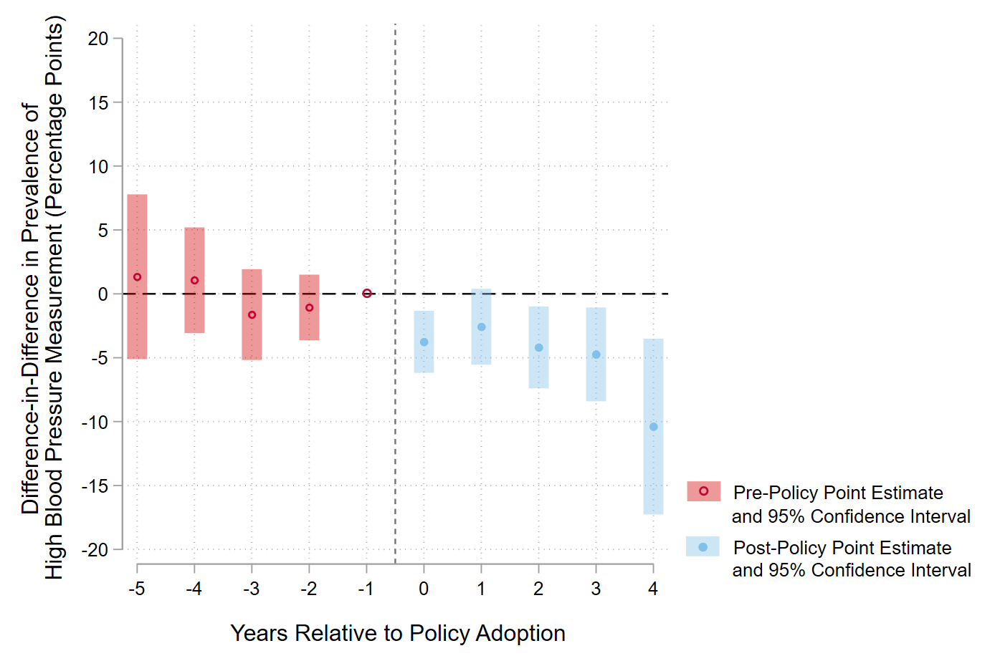 Difference-in-Difference in Prevalence of
High Blood Pressure Measurement (Percentage Points)
20
15
10
5
0
-5
-10
-15
-20
-5 -4 -3 -2 -1 0 1 2 3 4
Years Relative to Policy Adoption
Pre-Policy Point Estimate
and 95% Confidence Interval
Post-Policy Point Estimate
and 95% Confidence Interval